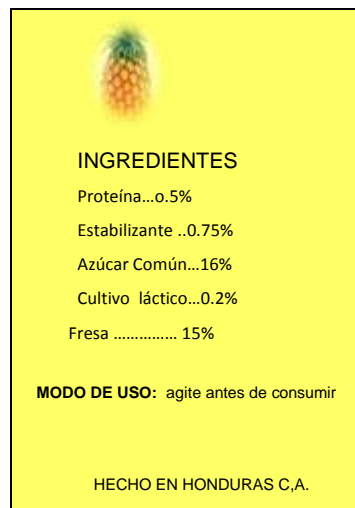 INGREDIENTES
Proteína...o.5%
Estabilizante ..0.75%
Azúcar Común...16%
Cultivo láctico...0.2%
Fresa ............... 15%
MODO DE USO: agite antes de consumir
HECHO EN HONDURAS C,A.